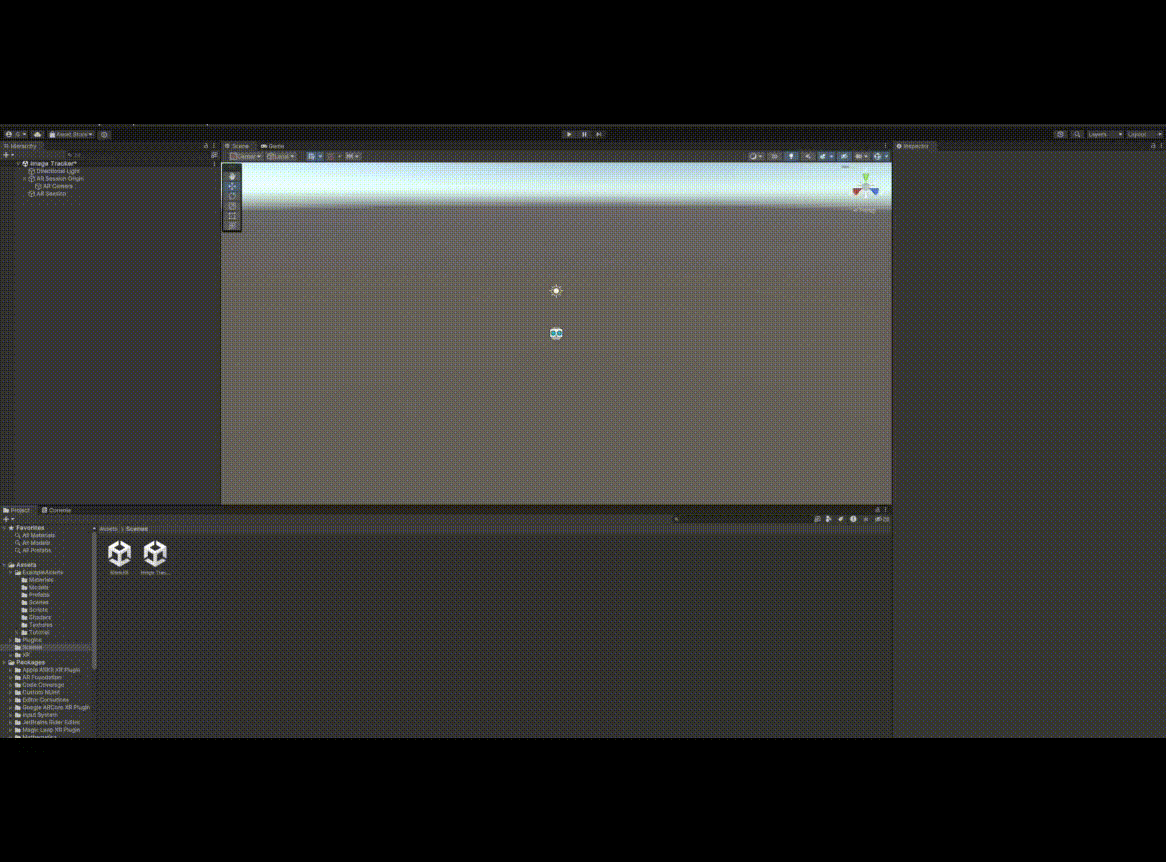 G
Asset Store
Layers
Layout
Hierarchy
Scene
Game
Inspector
Center
Local
All
Image Tracker*
Directional Light
AR Session Origin
AR Camera
AR Session
Persp
Project
Console
Favorites
All Materials
All Models
All Prefabs
Assets
ExampleAssets
Materials
Models
Prefabs
Scenes
Scripts
Shaders
Textures
Tutorial
Plugins
Scenes
XR
Packages
Apple ARKit XR Plugin
AR Foundation
Code Coverage
Custom NUnit
Editor Coroutines
Google ARCore XR Plugin
Input System
JetBrains Rider Editor
Magic Leap XR Plugin
Mathematics
Assets
Scenes
Image Trac...